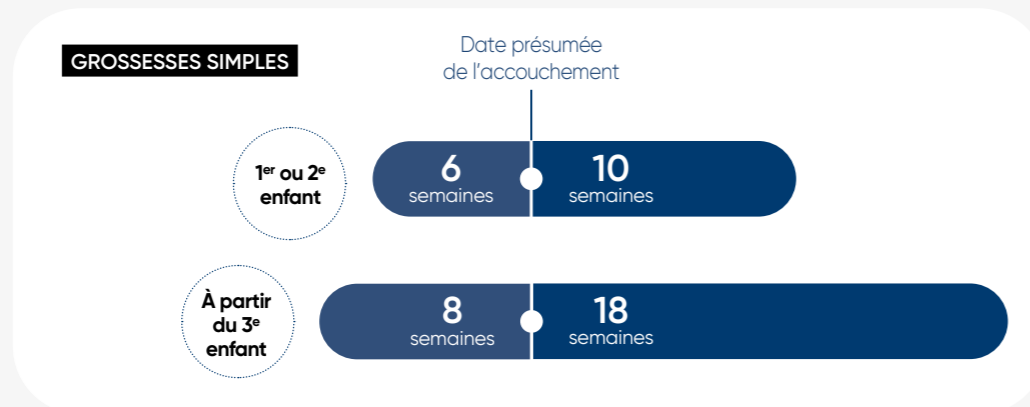 GROSSESSES SIMPLES
Date présumée
de l'accouchement
1er ou 2e
enfant
6
semaines
10
semaines
À partir
du 3e
enfant
8
semaines
18
semaines